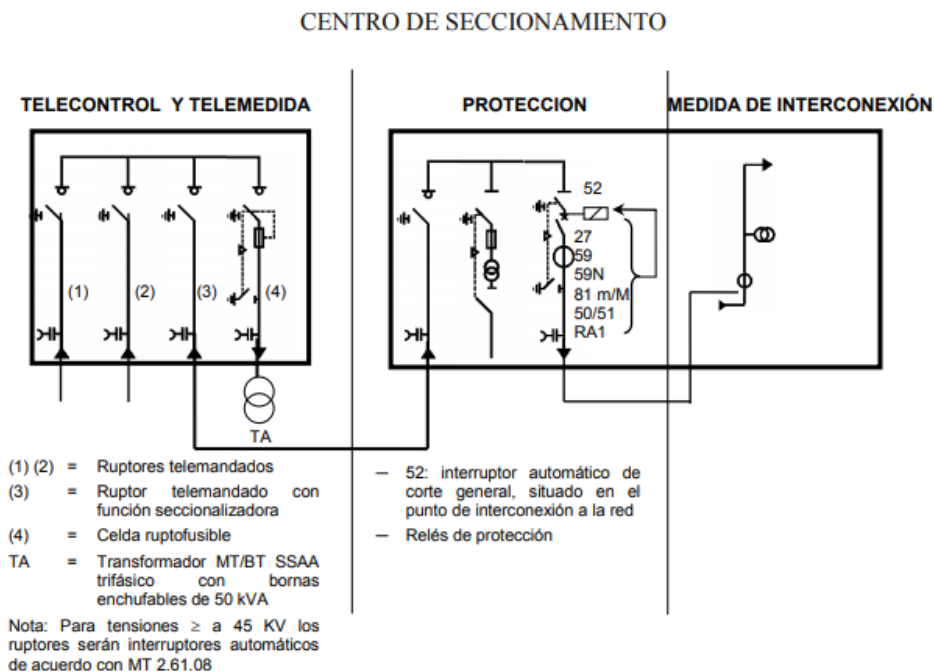 CENTRO DE SECCIONAMIENTO
TELECONTROL Y TELEMEDIDA
PROTECCION
MEDIDA DE INTERCONEXIÓN
(1)
(2)
(3)
(4)
TA
52
27
59
59N
81 m/M
50/51
RA1
(1) (2) = Ruptores telemandados
(3) = Ruptor telemandado con
función seccionalizadora
(4) = Celda ruptofusible
TA = Transformador MT/BT SSAA
trifásico con bornas
enchufables de 50 kVA
Nota: Para tensiones ≥ a 45 KV los
ruptores serán interruptores automáticos
de acuerdo con MT 2.61.08
— 52: interruptor automático de
corte general, situado en el
punto de interconexión a la red
— Relés de protección